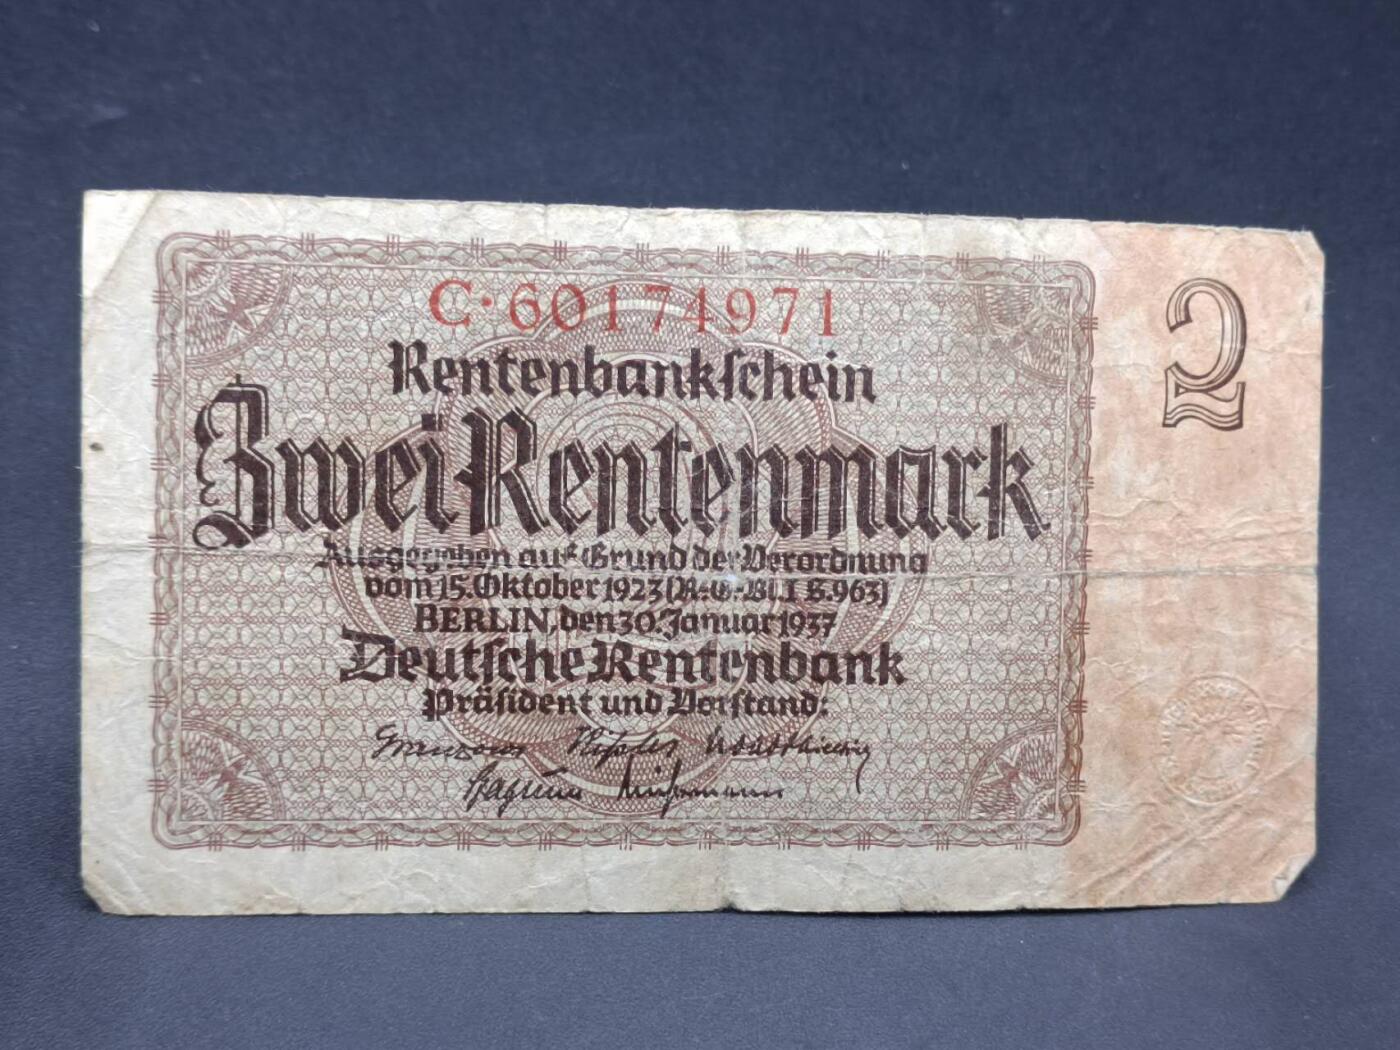 C·60174971
2
Rentenbankschein
Zwei Rentenmark
Ausgegeben auf Grund der Verordnung
vom 15. Oktober 1923 (R.-G.-Bl. I S. 963)
BERLIN, den 30. Januar 1937
Deutsche Rentenbank
Präsident und Vorstand: